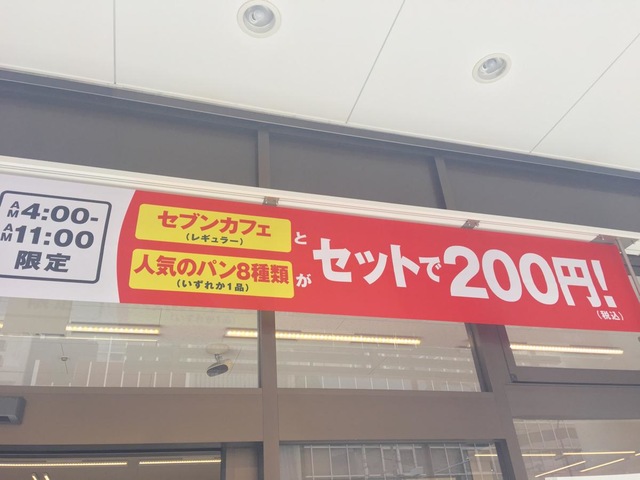 AM4:00-
AM11:00
限定
セブンカフェ
(レギュラー)
と
人気のパン8種類
(いずれか1品)
が
セットで200円!
(税込)